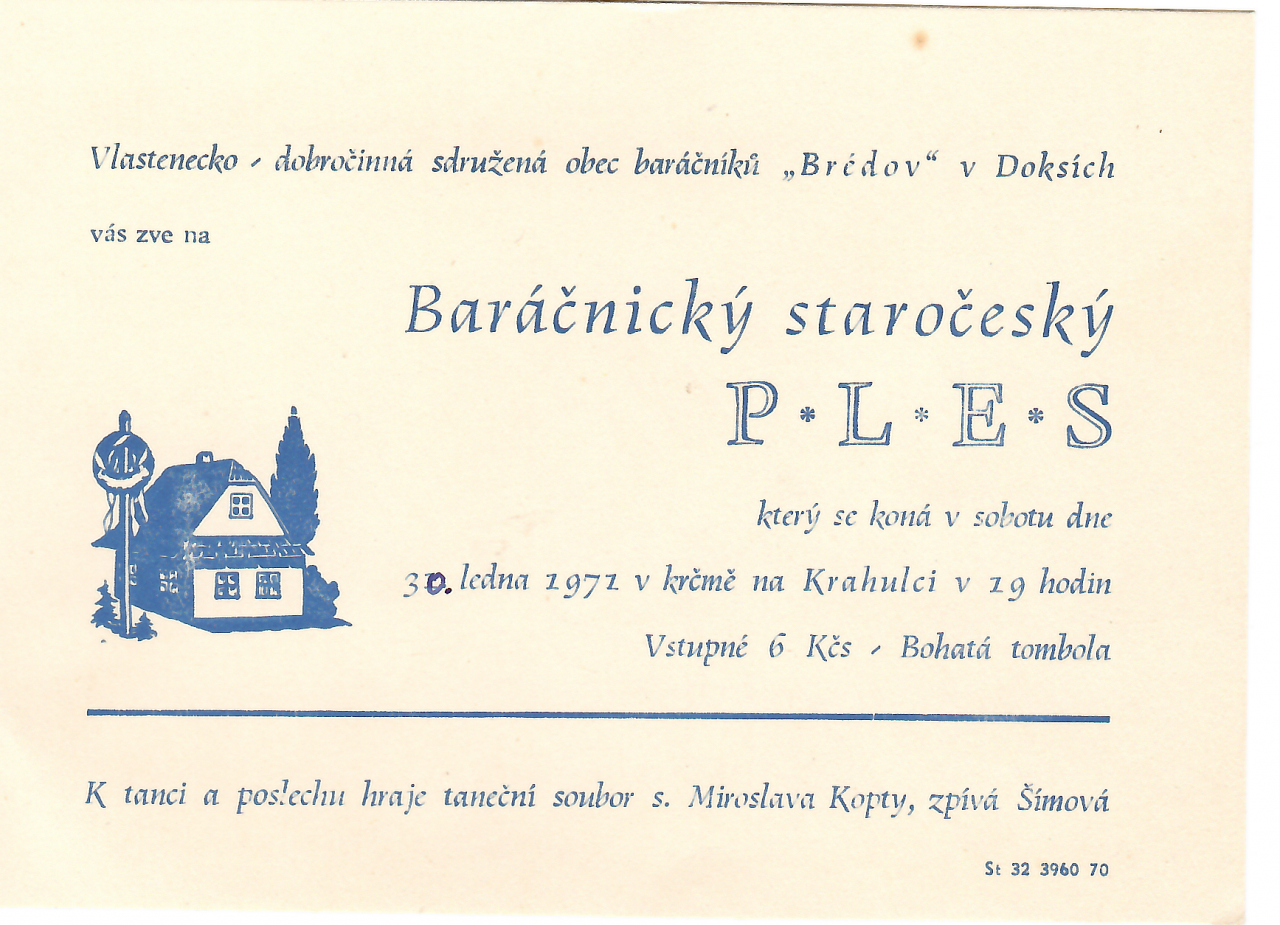 Vlastenecko - dobročinná sdružená obec baráčníků „Brédov“ v Doksích
vás zve na
Baráčnický staročeský
P * L * E * S
který se koná v sobotu dne
30. ledna 1971 v krčmě na Krahulci v 19 hodin
Vstupné 6 Kčs - Bohatá tombola
K tanci a poslechu hraje taneční soubor s. Miroslava Kopty, zpívá Šímová
St 32 3960 70